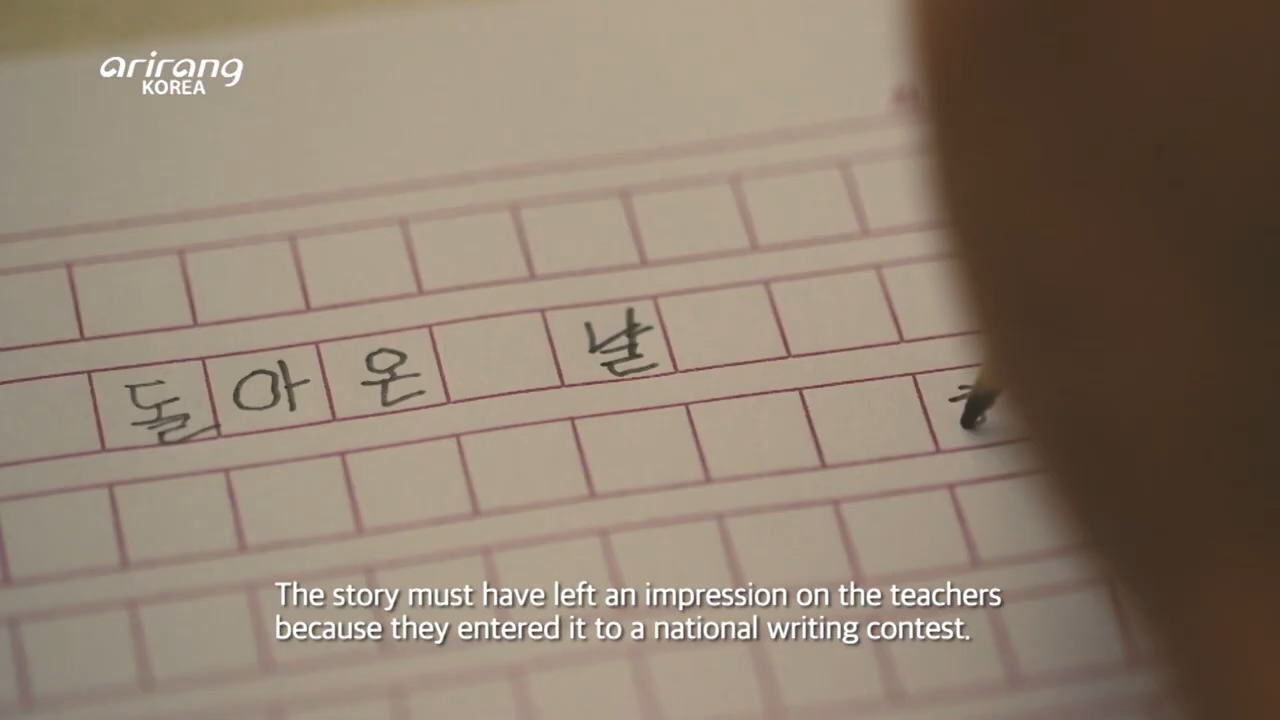 arirang
KOREA
돌아온 날
The story must have left an impression on the teachers
because they entered it to a national writing contest.